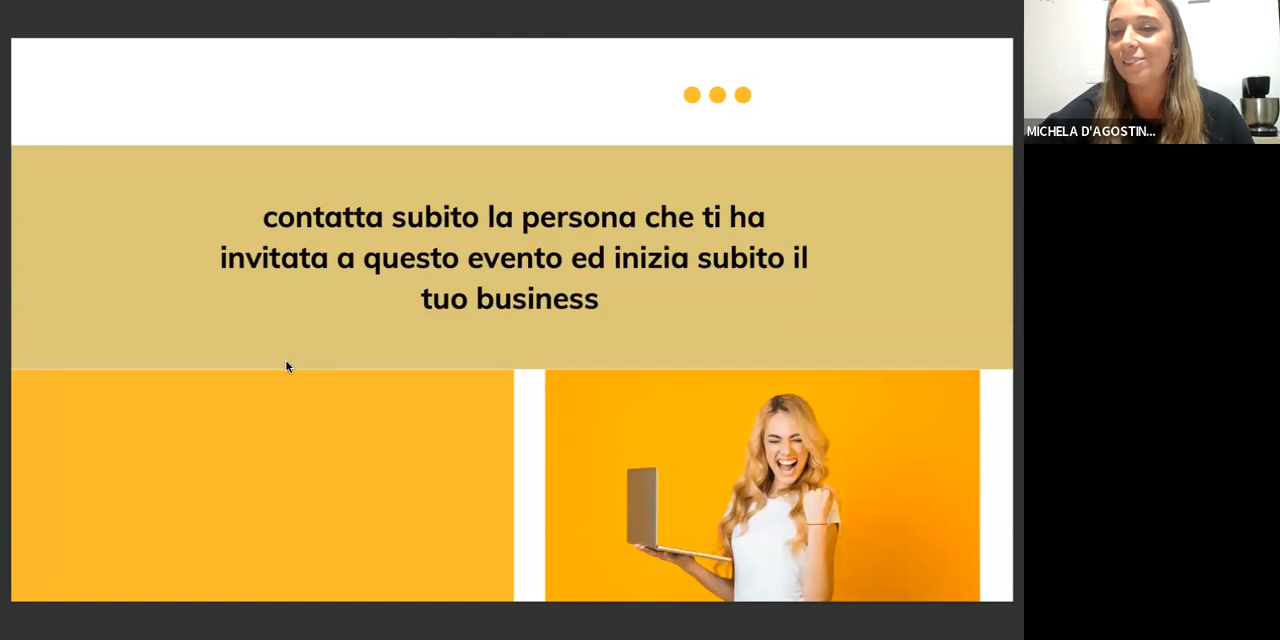 contatta subito la persona che ti ha
invitata a questo evento ed inizia subito il
tuo business
MICHELA D'AGOSTIN...